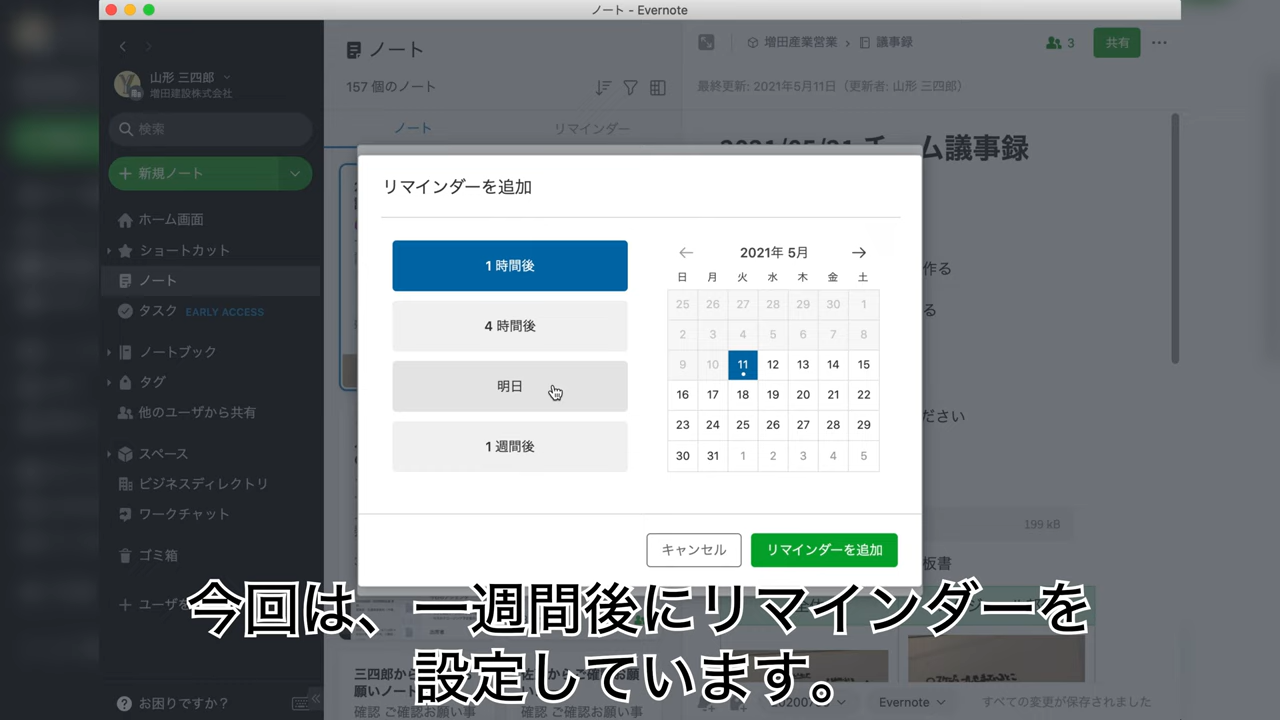 ノート - Evernote
山形 三四郎
増田建設株式会社
検索
新規ノート
ホーム画面
ショートカット
ノート
タスク EARLY ACCESS
ノートブック
タグ
他のユーザから共有
スペース
ビジネスディレクトリ
ワークチャット
ゴミ箱
お困りですか？
ノート
157 個のノート
ノート リマインダー
増田産業営業 › 議事録
3 共有
最終更新: 2021年5月11日（更新者: 山形 三四郎）
ム議事録
作る
る
ださい
199 kB
板書
リマインダーを追加
1 時間後
4 時間後
明日
1 週間後
2021年 5月
日 月 火 水 木 金 土
25 26 27 28 29 30 1
2 3 4 5 6 7 8
9 10 11 12 13 14 15
16 17 18 19 20 21 22
23 24 25 26 27 28 29
30 31 1 2 3 4 5
キャンセル リマインダーを追加
今回は、一週間後にリマインダーを
設定しています。
三四郎から
願いノート
確認 ご確認お願い事
確認 ご確認お願い事
Evernote
すべての変更が保存されました